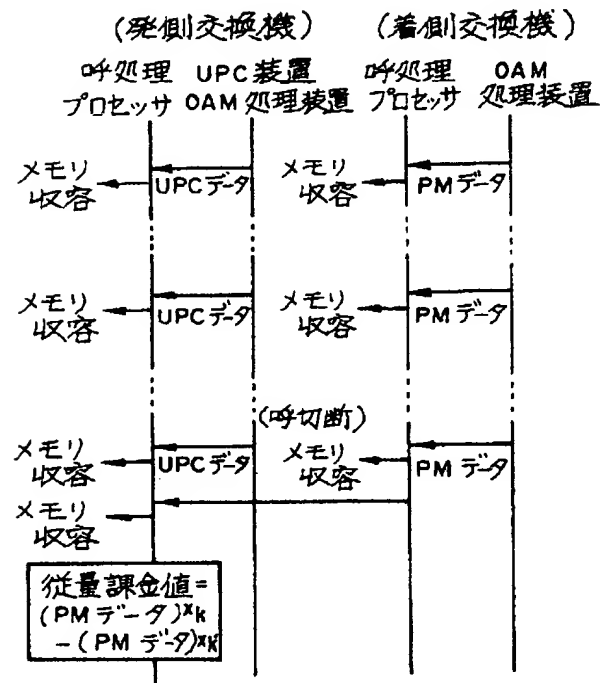 (発側交換機) (着側交換機)
呼処理 UPC装置 呼処理 OAM
プロセッサ OAM処理装置 プロセッサ 処理装置
メモリ メモリ
収容 UPCデータ 収容 PMデータ
メモリ メモリ
収容 UPCデータ 収容 PMデータ
(呼切断)
メモリ メモリ
収容 UPCデータ 収容 PMデータ
メモリ
収容
従量課金値=
(PMデータ)×k
-(PMデータ)×K